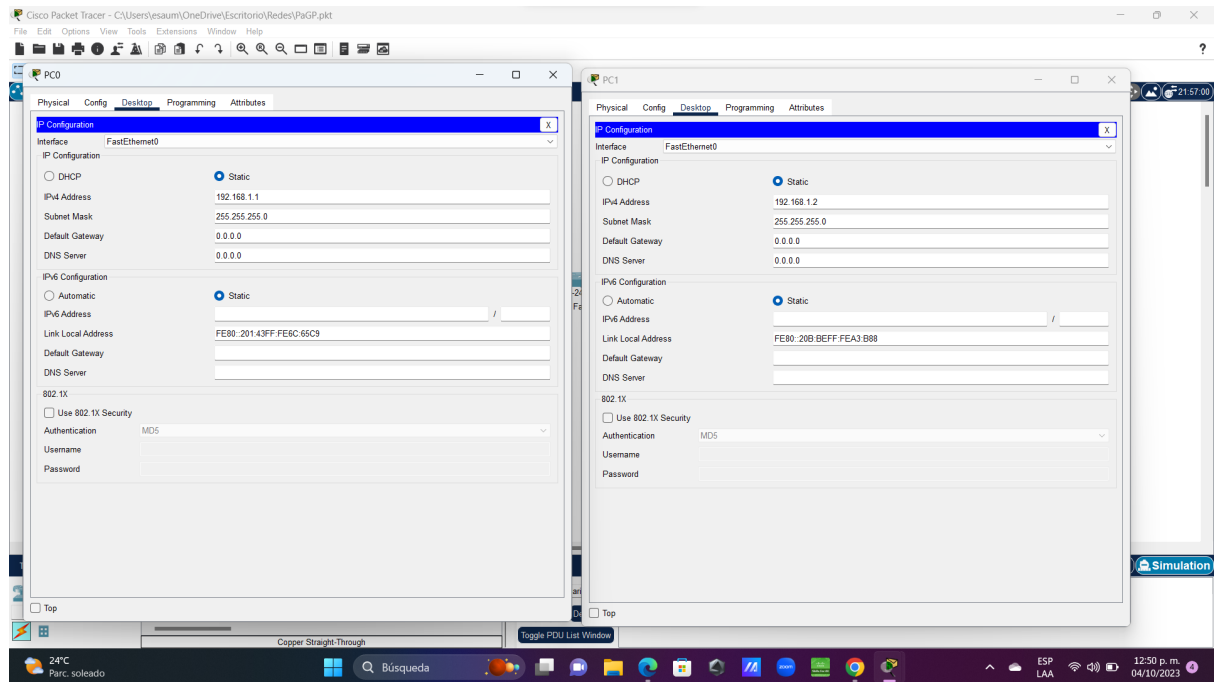 Cisco Packet Tracer - C:\Users\esaum\OneDrive\Escritorio\Redes\PaGP.pkt
File Edit Options View Tools Extensions Window Help
?
21:57:00
PC0
Physical Config Desktop Programming Attributes
IP Configuration X
Interface FastEthernet0
IP Configuration
DHCP Static
IPv4 Address 192.168.1.1
Subnet Mask 255.255.255.0
Default Gateway 0.0.0.0
DNS Server 0.0.0.0
IPv6 Configuration
Automatic Static
IPv6 Address /
Link Local Address FE80::201:43FF:FE6C:65C9
Default Gateway
DNS Server
802.1X
Use 802.1X Security
Authentication MD5
Username
Password
Top
PC1
Physical Config Desktop Programming Attributes
IP Configuration X
Interface FastEthernet0
IP Configuration
DHCP Static
IPv4 Address 192.168.1.2
Subnet Mask 255.255.255.0
Default Gateway 0.0.0.0
DNS Server 0.0.0.0
IPv6 Configuration
Automatic Static
IPv6 Address /
Link Local Address FE80::20B:BEFF:FEA3:B88
Default Gateway
DNS Server
802.1X
Use 802.1X Security
Authentication MD5
Username
Password
Top
Simulation
Copper Straight-Through
Toggle PDU List Window
24°C
Parc. soleado
Búsqueda
zoom
ESP
LAA
12:50 p. m.
04/10/2023
4